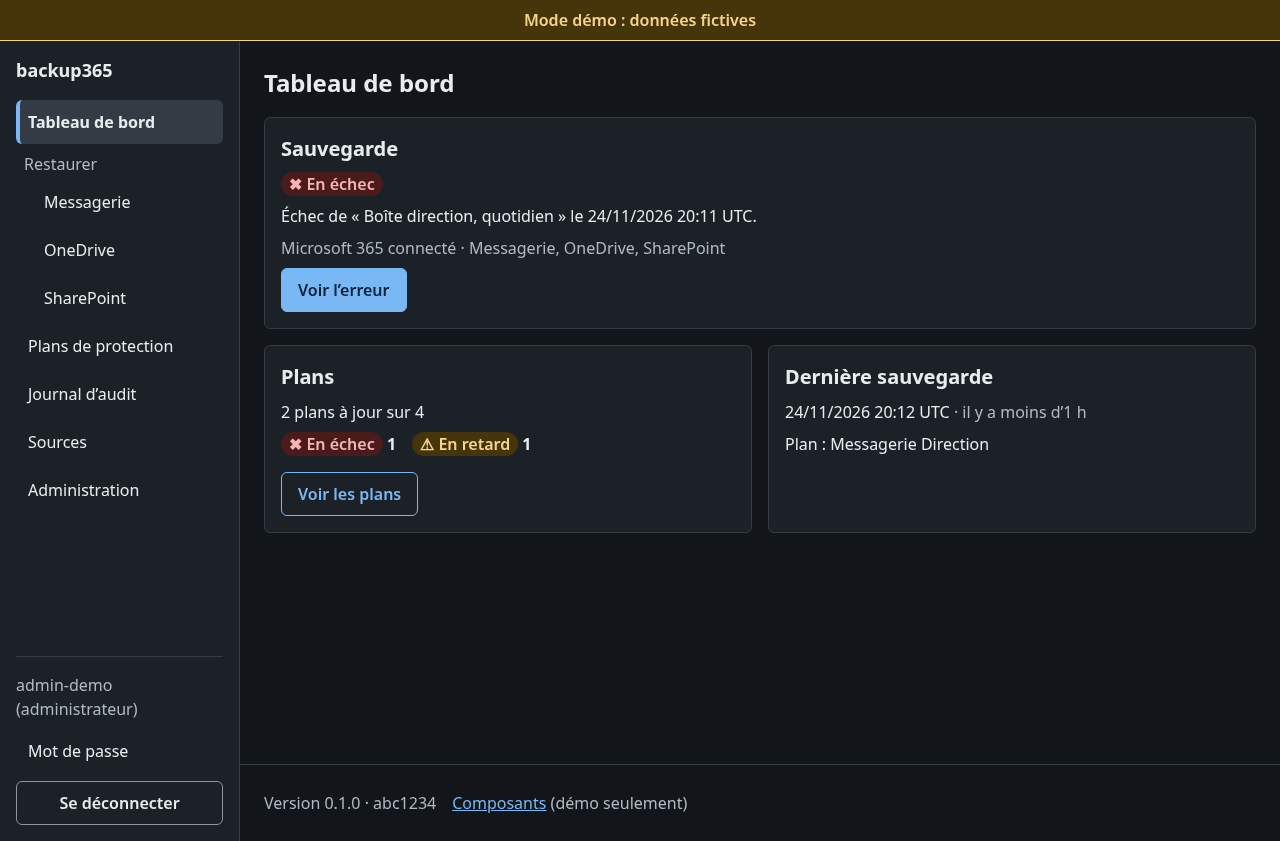 Mode démo : données fictives
backup365
Tableau de bord
Restaurer
Messagerie
OneDrive
SharePoint
Plans de protection
Journal d’audit
Sources
Administration
admin-demo
(administrateur)
Mot de passe
Se déconnecter
Tableau de bord
Sauvegarde
✖ En échec
Échec de « Boîte direction, quotidien » le 24/11/2026 20:11 UTC.
Microsoft 365 connecté · Messagerie, OneDrive, SharePoint
Voir l’erreur
Plans
2 plans à jour sur 4
✖ En échec 1 ⚠ En retard 1
Voir les plans
Dernière sauvegarde
24/11/2026 20:12 UTC · il y a moins d’1 h
Plan : Messagerie Direction
Version 0.1.0 · abc1234 Composants (démo seulement)